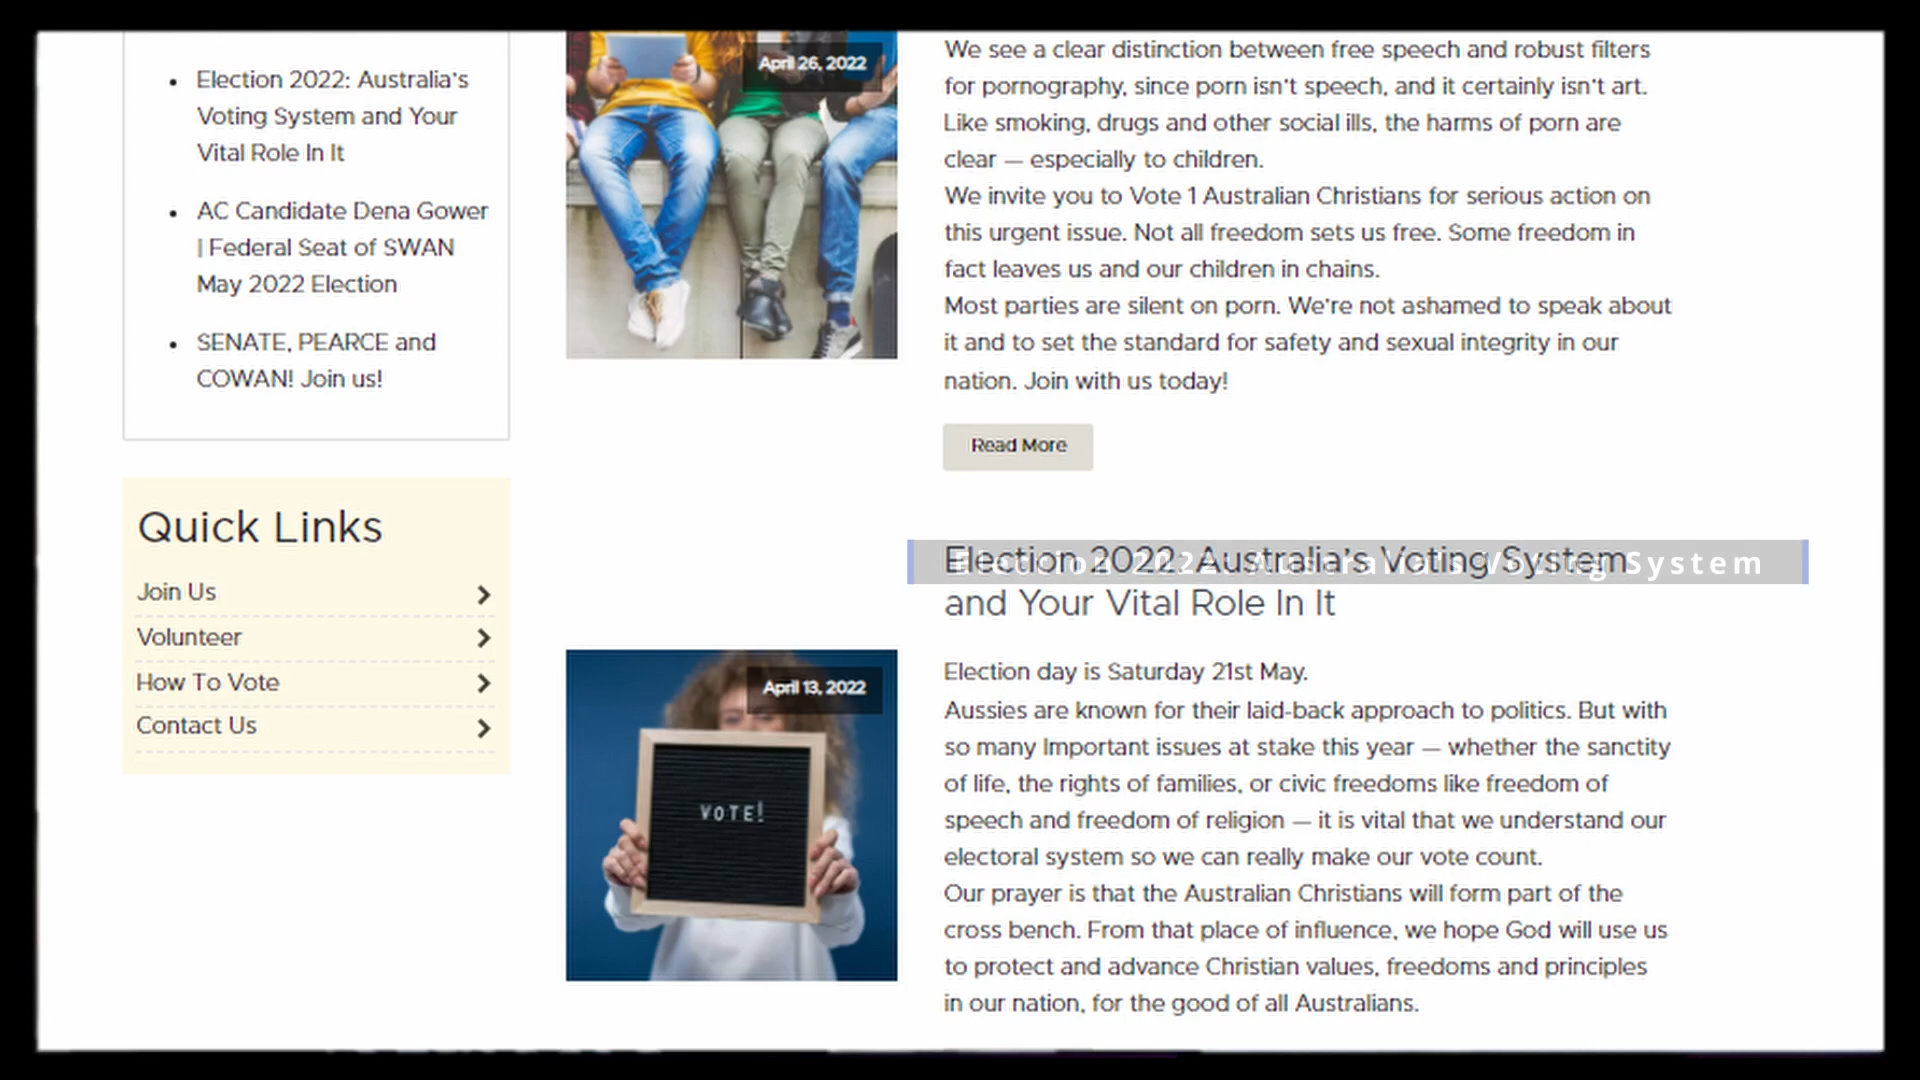 Election 2022: Australia's
Voting System and Your
Vital Role In It
AC Candidate Dena Gower
| Federal Seat of SWAN
May 2022 Election
SENATE, PEARCE and
COWAN! Join us!
Quick Links
Join Us
Volunteer
How To Vote
Contact Us
April 26, 2022
We see a clear distinction between free speech and robust filters
for pornography, since porn isn't speech, and it certainly isn't art.
Like smoking, drugs and other social ills, the harms of porn are
clear — especially to children.
We invite you to Vote 1 Australian Christians for serious action on
this urgent issue. Not all freedom sets us free. Some freedom in
fact leaves us and our children in chains.
Most parties are silent on porn. We're not ashamed to speak about
it and to set the standard for safety and sexual integrity in our
nation. Join with us today!
Read More
Election 2022: Australia's Voting System
Election 2022: Australia's Voting System
and Your Vital Role In It
April 13, 2022
VOTE!
Election day is Saturday 21st May.
Aussies are known for their laid-back approach to politics. But with
so many Important issues at stake this year — whether the sanctity
of life, the rights of families, or civic freedoms like freedom of
speech and freedom of religion — it is vital that we understand our
electoral system so we can really make our vote count.
Our prayer is that the Australian Christians will form part of the
cross bench. From that place of influence, we hope God will use us
to protect and advance Christian values, freedoms and principles
in our nation, for the good of all Australians.